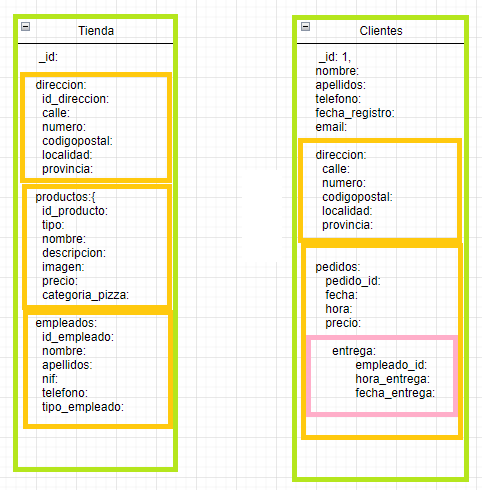 Tienda
_id:
direccion:
id_direccion:
calle:
numero:
codigopostal:
localidad:
provincia:
productos:{
id_producto:
tipo:
nombre:
descripcion:
imagen:
precio:
categoria_pizza:
empleados:
id_empleado:
nombre:
apellidos:
nif:
telefono:
tipo_empleado:
Clientes
_id: 1,
nombre:
apellidos:
telefono:
fecha_registro:
email:
direccion:
calle:
numero:
codigopostal:
localidad:
provincia:
pedidos:
pedido_id:
fecha:
hora:
precio:
entrega:
empleado_id:
hora_entrega:
fecha_entrega: